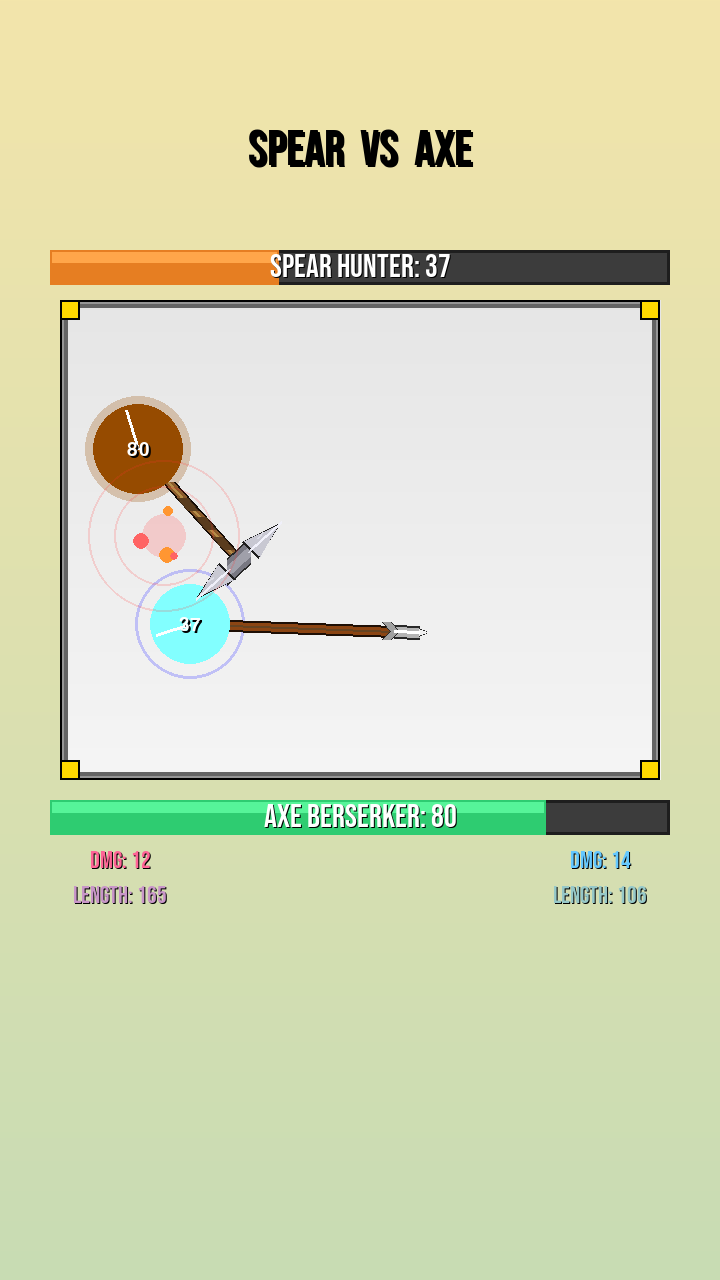 SPEAR VS AXE
SPEAR HUNTER: 37
80
37
AXE BERSERKER: 80
DMG: 12
DMG: 14
LENGTH: 165
LENGTH: 106